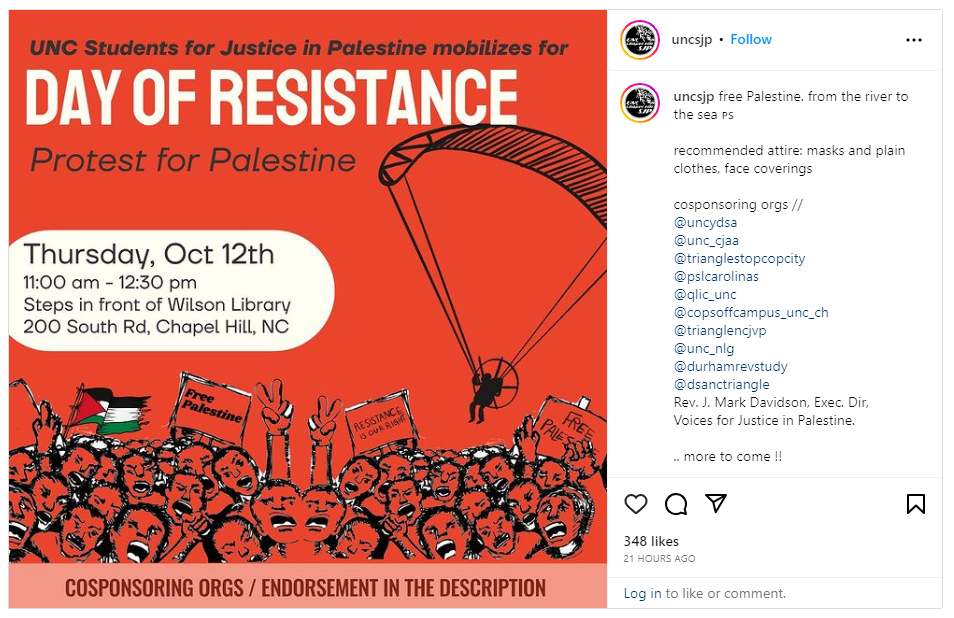 UNC Students for Justice in Palestine mobilizes for
DAY OF RESISTANCE
Protest for Palestine
Thursday, Oct 12th
11:00 am - 12:30 pm
Steps in front of Wilson Library
200 South Rd, Chapel Hill, NC
Free
Palestine
RESISTANCE
IS OUR RIGHT
FREE
COSPONSORING ORGS / ENDORSEMENT IN THE DESCRIPTION
uncsjp • Follow
uncsjp free Palestine. from the river to
the sea 🇵🇸
recommended attire: masks and plain
clothes, face coverings
cosponsoring orgs //
@uncydsa
@unc_cjaa
@trianglestopcopcity
@pslcarolinas
@qlic_unc
@copsoffcampus_unc_ch
@trianglencjvp
@unc_nlg
@durhamrevstudy
@dsanctriangle
Rev. J. Mark Davidson, Exec. Dir,
Voices for Justice in Palestine.
.. more to come !!
348 likes
21 HOURS AGO
Log in to like or comment.